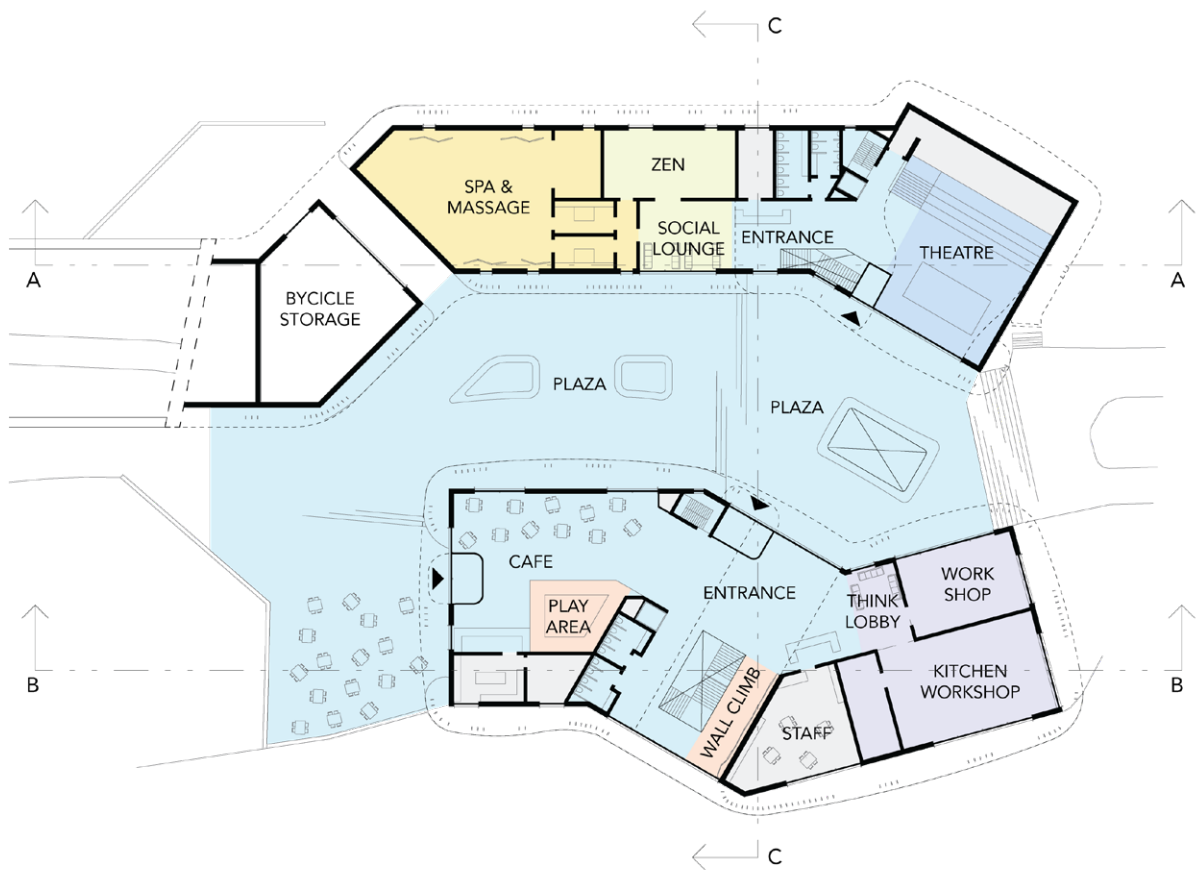 C
ZEN
SPA &
MASSAGE
SOCIAL
LOUNGE
ENTRANCE
THEATRE
A
A
BYCICLE
STORAGE
PLAZA
PLAZA
CAFE
WORK
SHOP
ENTRANCE
THINK
LOBBY
PLAY
AREA
KITCHEN
WORKSHOP
B
B
WALL CLIMB
STAFF
C